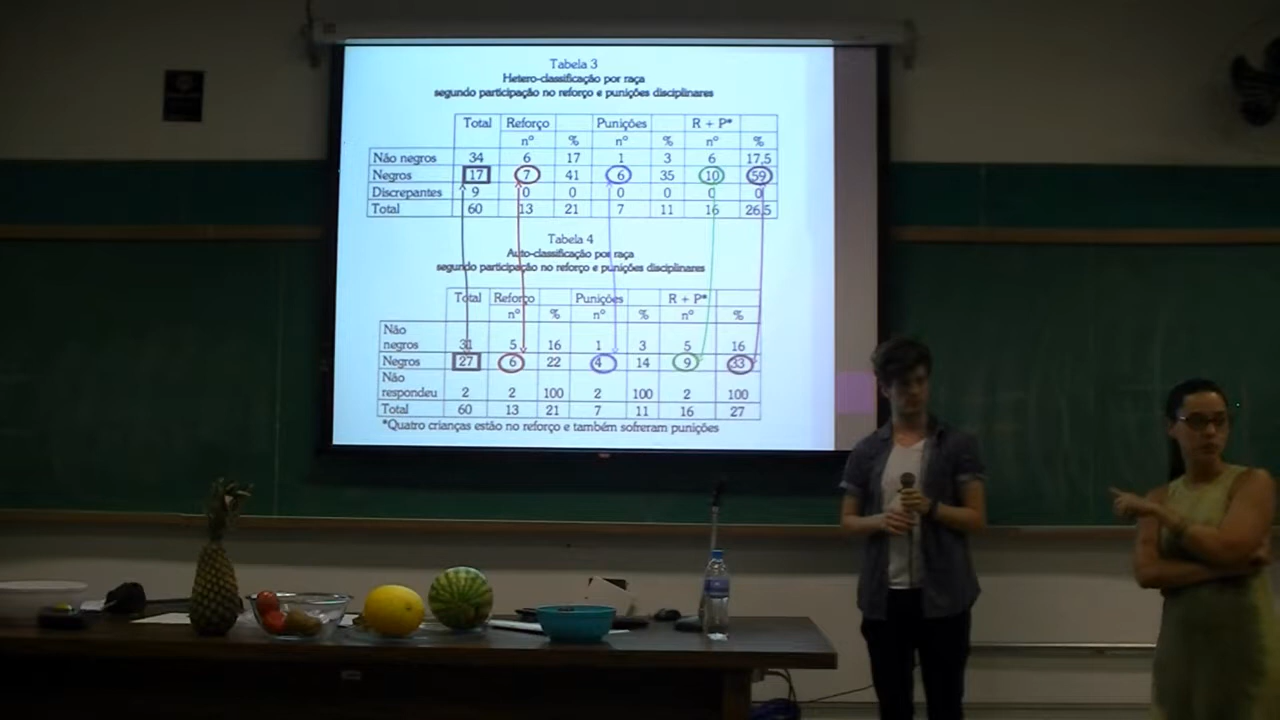 Tabela 3
Hetero-classificação por raça
segundo participação no reforço e punições disciplinares
Total Reforço Punições R + P*
nº % nº % nº %
Não negros 34 6 17 1 3 6 17,5
Negros 17 7 41 6 35 10 59
Discrepantes 9 0 0 0 0 0 0
Total 60 13 21 7 11 16 26,5
Tabela 4
Auto-classificação por raça
segundo participação no reforço e punições disciplinares
Total Reforço Punições R + P*
nº % nº % nº %
Não
negros 31 5 16 1 3 5 16
Negros 27 6 22 4 14 9 33
Não
respondeu 2 2 100 2 100 2 100
Total 60 13 21 7 11 16 27
*Quatro crianças estão no reforço e também sofreram punições